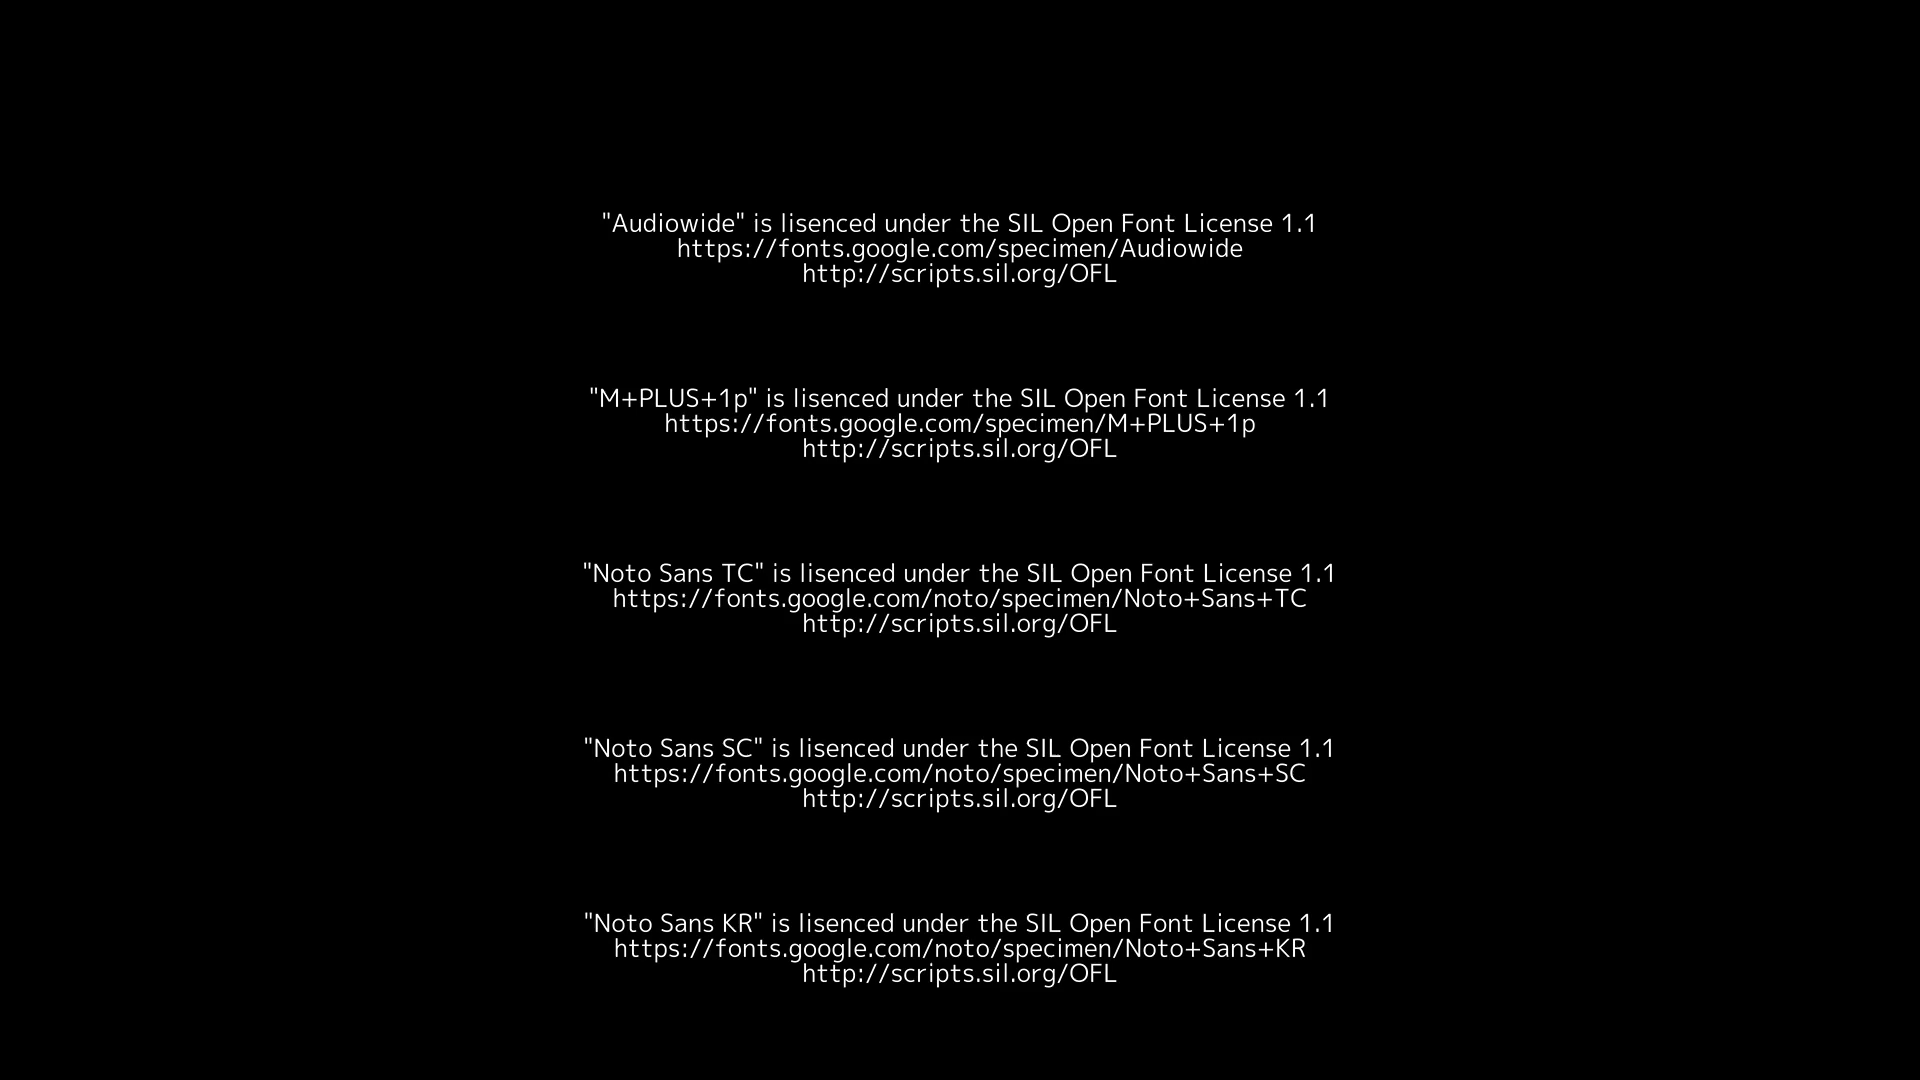 "Audiowide" is lisenced under the SIL Open Font License 1.1
https://fonts.google.com/specimen/Audiowide
http://scripts.sil.org/OFL
"M+PLUS+1p" is lisenced under the SIL Open Font License 1.1
https://fonts.google.com/specimen/M+PLUS+1p
http://scripts.sil.org/OFL
"Noto Sans TC" is lisenced under the SIL Open Font License 1.1
https://fonts.google.com/noto/specimen/Noto+Sans+TC
http://scripts.sil.org/OFL
"Noto Sans SC" is lisenced under the SIL Open Font License 1.1
https://fonts.google.com/noto/specimen/Noto+Sans+SC
http://scripts.sil.org/OFL
"Noto Sans KR" is lisenced under the SIL Open Font License 1.1
https://fonts.google.com/noto/specimen/Noto+Sans+KR
http://scripts.sil.org/OFL